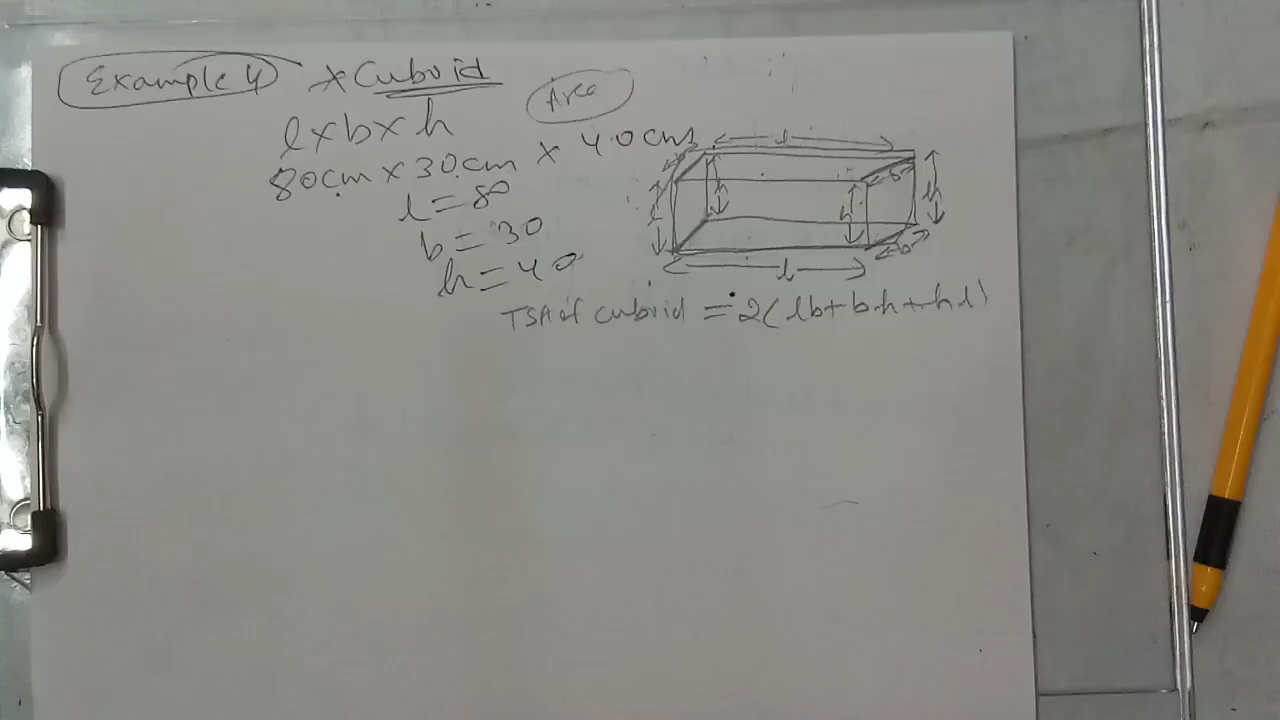 Example 4 * Cuboid
Area
l × b × h
80cm × 30cm × 40cms
l = 80
b = 30
h = 40
l
b
h
h
h
h
b
l
TSA of cuboid = 2(lb + bh + hl)